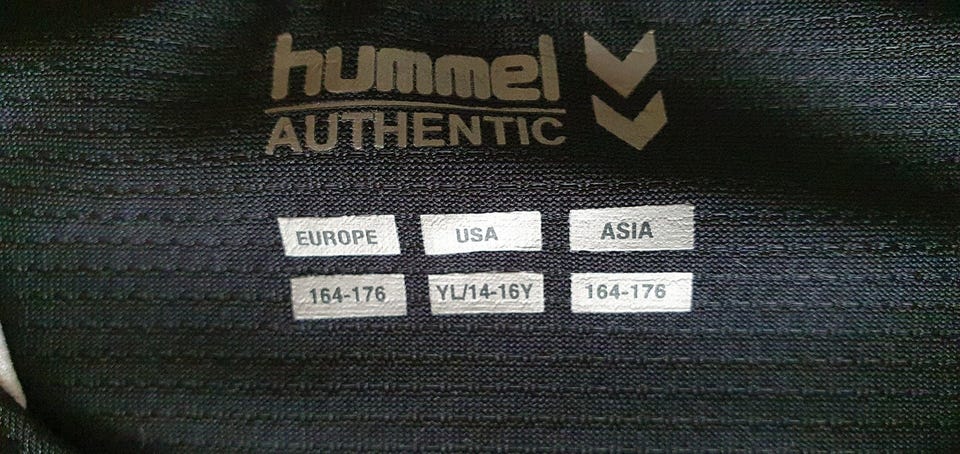 hummel
AUTHENTIC
EUROPE USA ASIA
164-176 YL/14-16Y 164-176